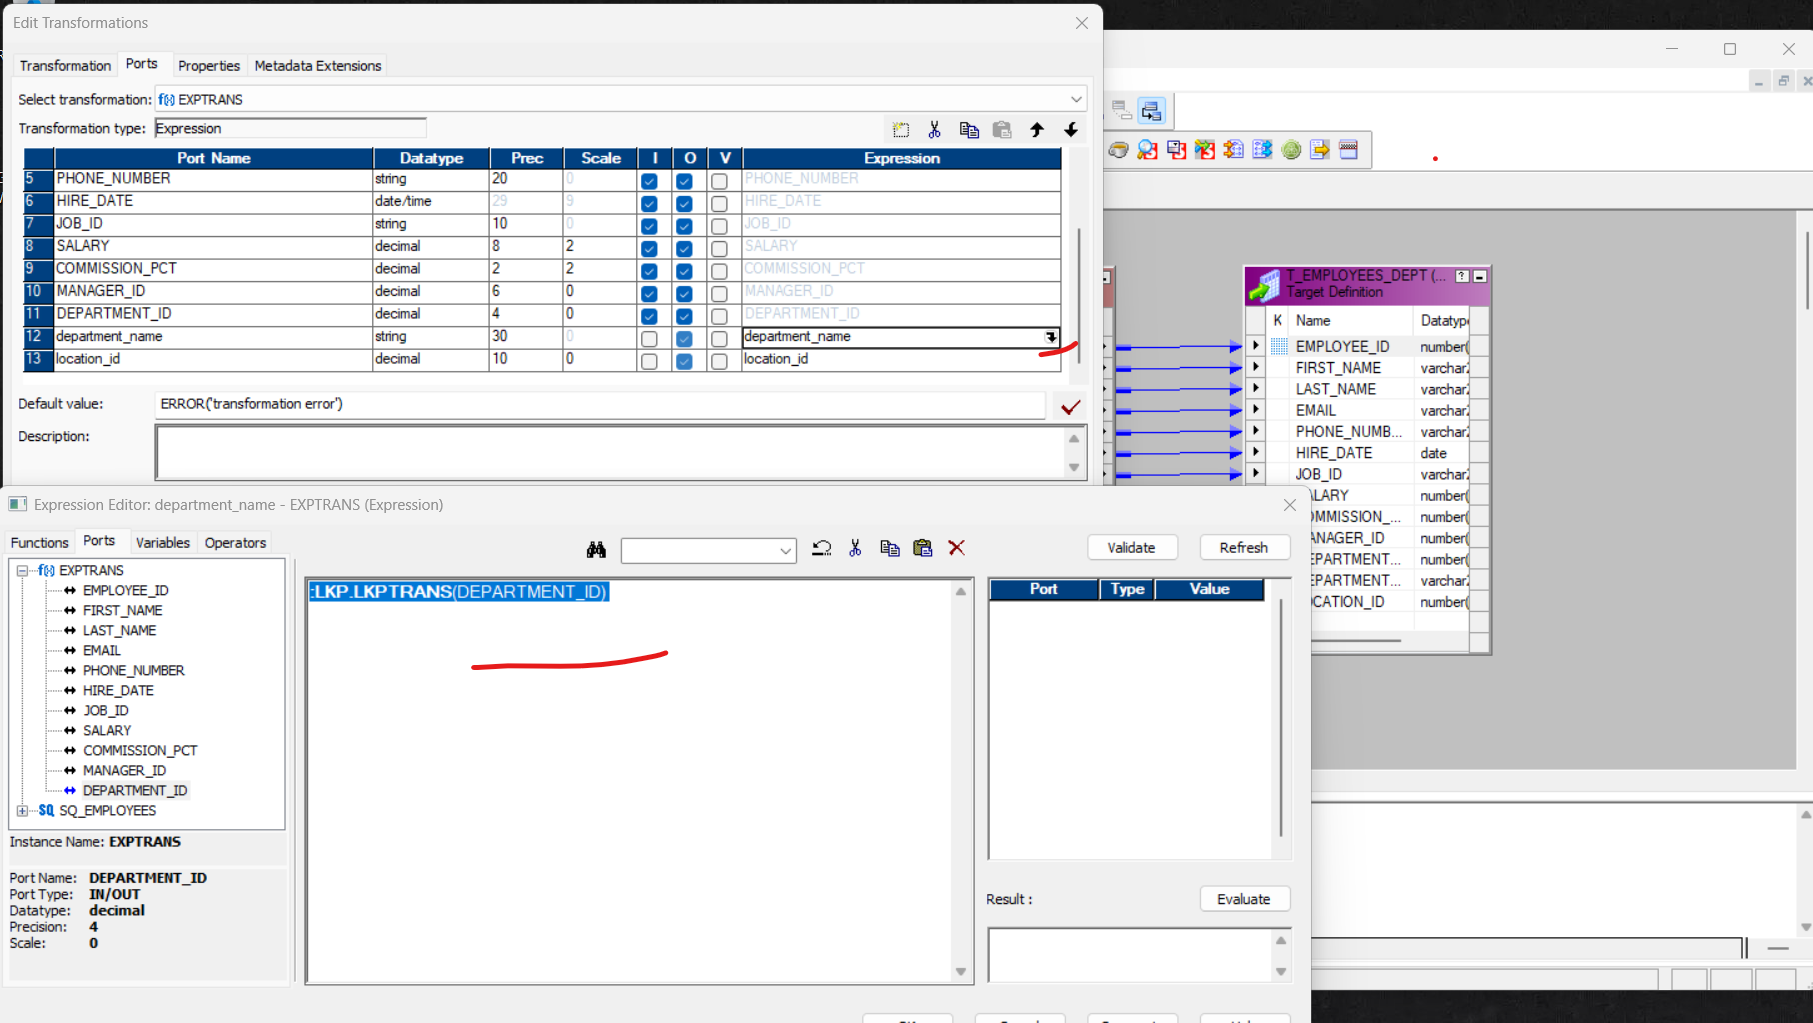 Edit Transformations
Transformation Ports Properties Metadata Extensions
Select transformation: f(x) EXPTRANS
Transformation type: Expression
Port Name Datatype Prec Scale I O V Expression
5 PHONE_NUMBER string 20 0 PHONE_NUMBER
6 HIRE_DATE date/time 29 9 HIRE_DATE
7 JOB_ID string 10 0 JOB_ID
8 SALARY decimal 8 2 SALARY
9 COMMISSION_PCT decimal 2 2 COMMISSION_PCT
10 MANAGER_ID decimal 6 0 MANAGER_ID
11 DEPARTMENT_ID decimal 4 0 DEPARTMENT_ID
12 department_name string 30 0 department_name
13 location_id decimal 10 0 location_id
Default value: ERROR('transformation error')
Description:
T_EMPLOYEES_DEPT (...
Target Definition
K Name Datatyp
EMPLOYEE_ID number(
FIRST_NAME varchar2
LAST_NAME varchar2
EMAIL varchar2
PHONE_NUMB... varchar2
HIRE_DATE date
JOB_ID varchar2
ALARY number(
OMMISSION_... number(
ANAGER_ID number(
EPARTMENT... number(
EPARTMENT... varchar2
OCATION_ID number(
Expression Editor: department_name - EXPTRANS (Expression)
Functions Ports Variables Operators
Validate Refresh
f(x) EXPTRANS
EMPLOYEE_ID
FIRST_NAME
LAST_NAME
EMAIL
PHONE_NUMBER
HIRE_DATE
JOB_ID
SALARY
COMMISSION_PCT
MANAGER_ID
DEPARTMENT_ID
SQ SQ_EMPLOYEES
:LKP.LKPTRANS(DEPARTMENT_ID)
Port Type Value
Instance Name: EXPTRANS
Port Name: DEPARTMENT_ID
Port Type: IN/OUT
Datatype: decimal
Precision: 4
Scale: 0
Result :
Evaluate